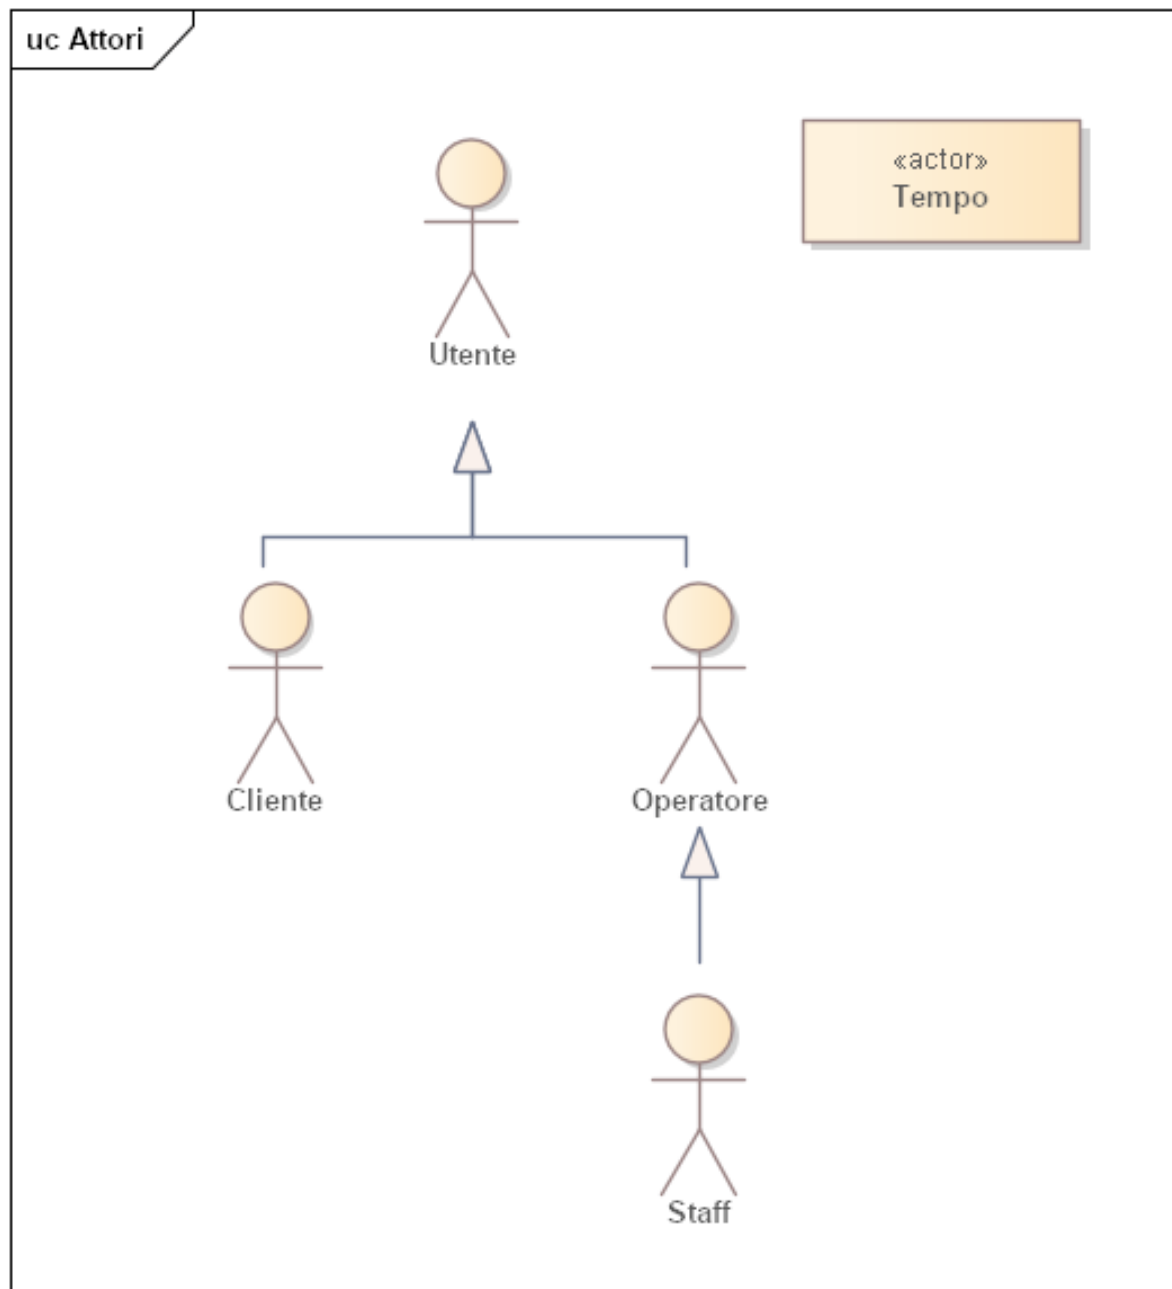 uc Attori
«actor»
Tempo
Utente
Cliente
Operatore
Staff